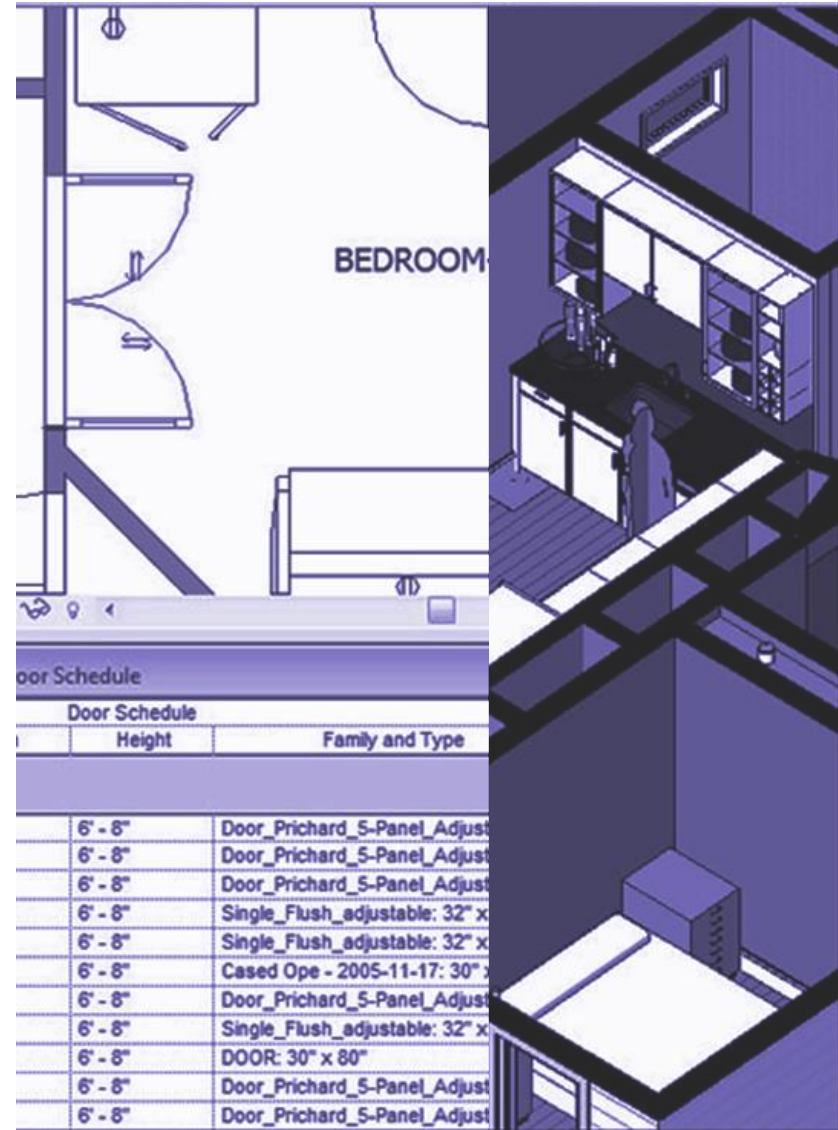 BEDROOM-
oor Schedule
Door Schedule
Height Family and Type
6' - 8" Door_Prichard_5-Panel_Adjust
6' - 8" Door_Prichard_5-Panel_Adjust
6' - 8" Door_Prichard_5-Panel_Adjust
6' - 8" Single_Flush_adjustable: 32" x
6' - 8" Single_Flush_adjustable: 32" x
6' - 8" Cased Ope - 2005-11-17: 30" x
6' - 8" Door_Prichard_5-Panel_Adjust
6' - 8" Single_Flush_adjustable: 32" x
6' - 8" DOOR: 30" x 80"
6' - 8" Door_Prichard_5-Panel_Adjust
6' - 8" Door_Prichard_5-Panel_Adjust